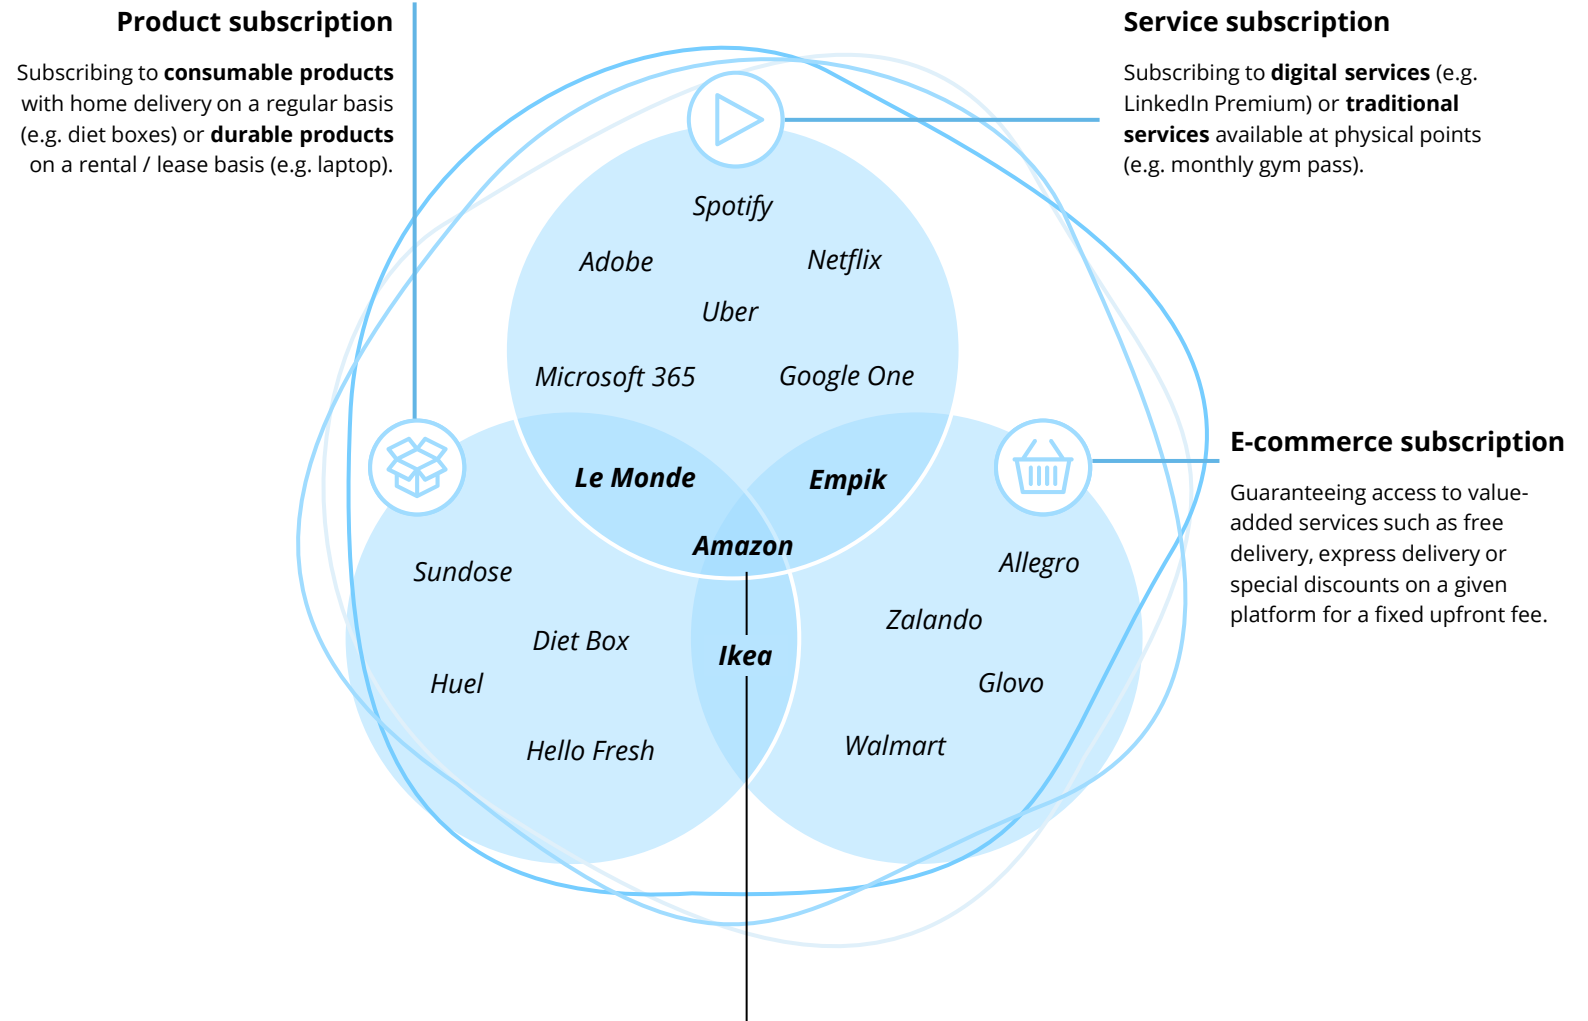 Product subscription
Subscribing to consumable products
with home delivery on a regular basis
(e.g. diet boxes) or durable products
on a rental / lease basis (e.g. laptop).
Service subscription
Subscribing to digital services (e.g.
LinkedIn Premium) or traditional
services available at physical points
(e.g. monthly gym pass).
Spotify
Adobe
Netflix
Uber
Microsoft 365
Google One
Le Monde
Empik
Amazon
E-commerce subscription
Guaranteeing access to value-
added services such as free
delivery, express delivery or
special discounts on a given
platform for a fixed upfront fee.
Sundose
Diet Box
Huel
Hello Fresh
Ikea
Allegro
Zalando
Glovo
Walmart